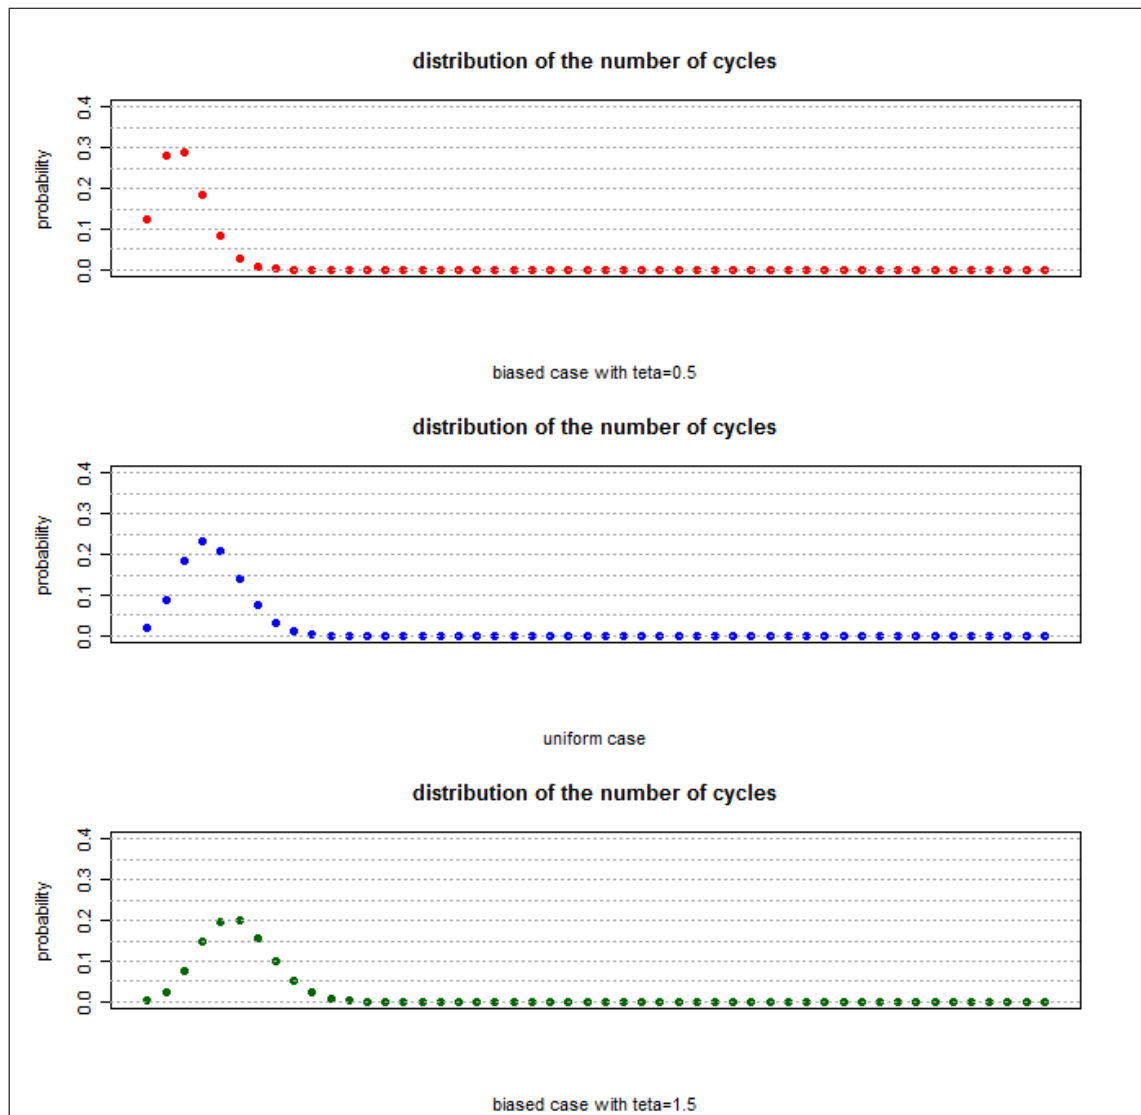 distribution of the number of cycles
probability
0.4
0.3
0.2
0.1
0.0
biased case with teta=0.5
distribution of the number of cycles
probability
0.4
0.3
0.2
0.1
0.0
uniform case
distribution of the number of cycles
probability
0.4
0.3
0.2
0.1
0.0
biased case with teta=1.5